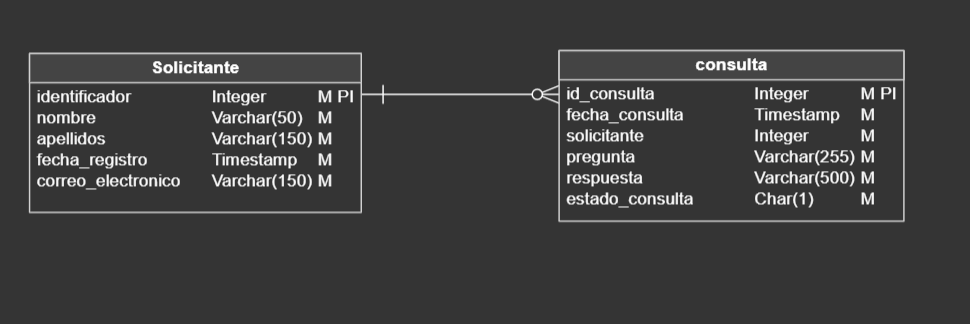 Solicitante
identificador Integer M PI
nombre Varchar(50) M
apellidos Varchar(150) M
fecha_registro Timestamp M
correo_electronico Varchar(150) M
consulta
id_consulta Integer M PI
fecha_consulta Timestamp M
solicitante Integer M
pregunta Varchar(255) M
respuesta Varchar(500) M
estado_consulta Char(1) M